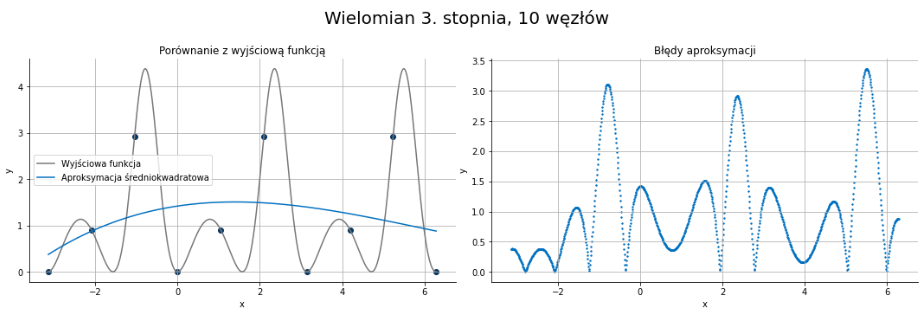 Wielomian 3. stopnia, 10 węzłów
Porównanie z wyjściową funkcją
4
3
2
1
0
y
Wyjściowa funkcja
Aproksymacja średniokwadratowa
−2
0
2
4
6
x
Błędy aproksymacji
3.5
3.0
2.5
2.0
1.5
1.0
0.5
0.0
y
−2
0
2
4
6
x